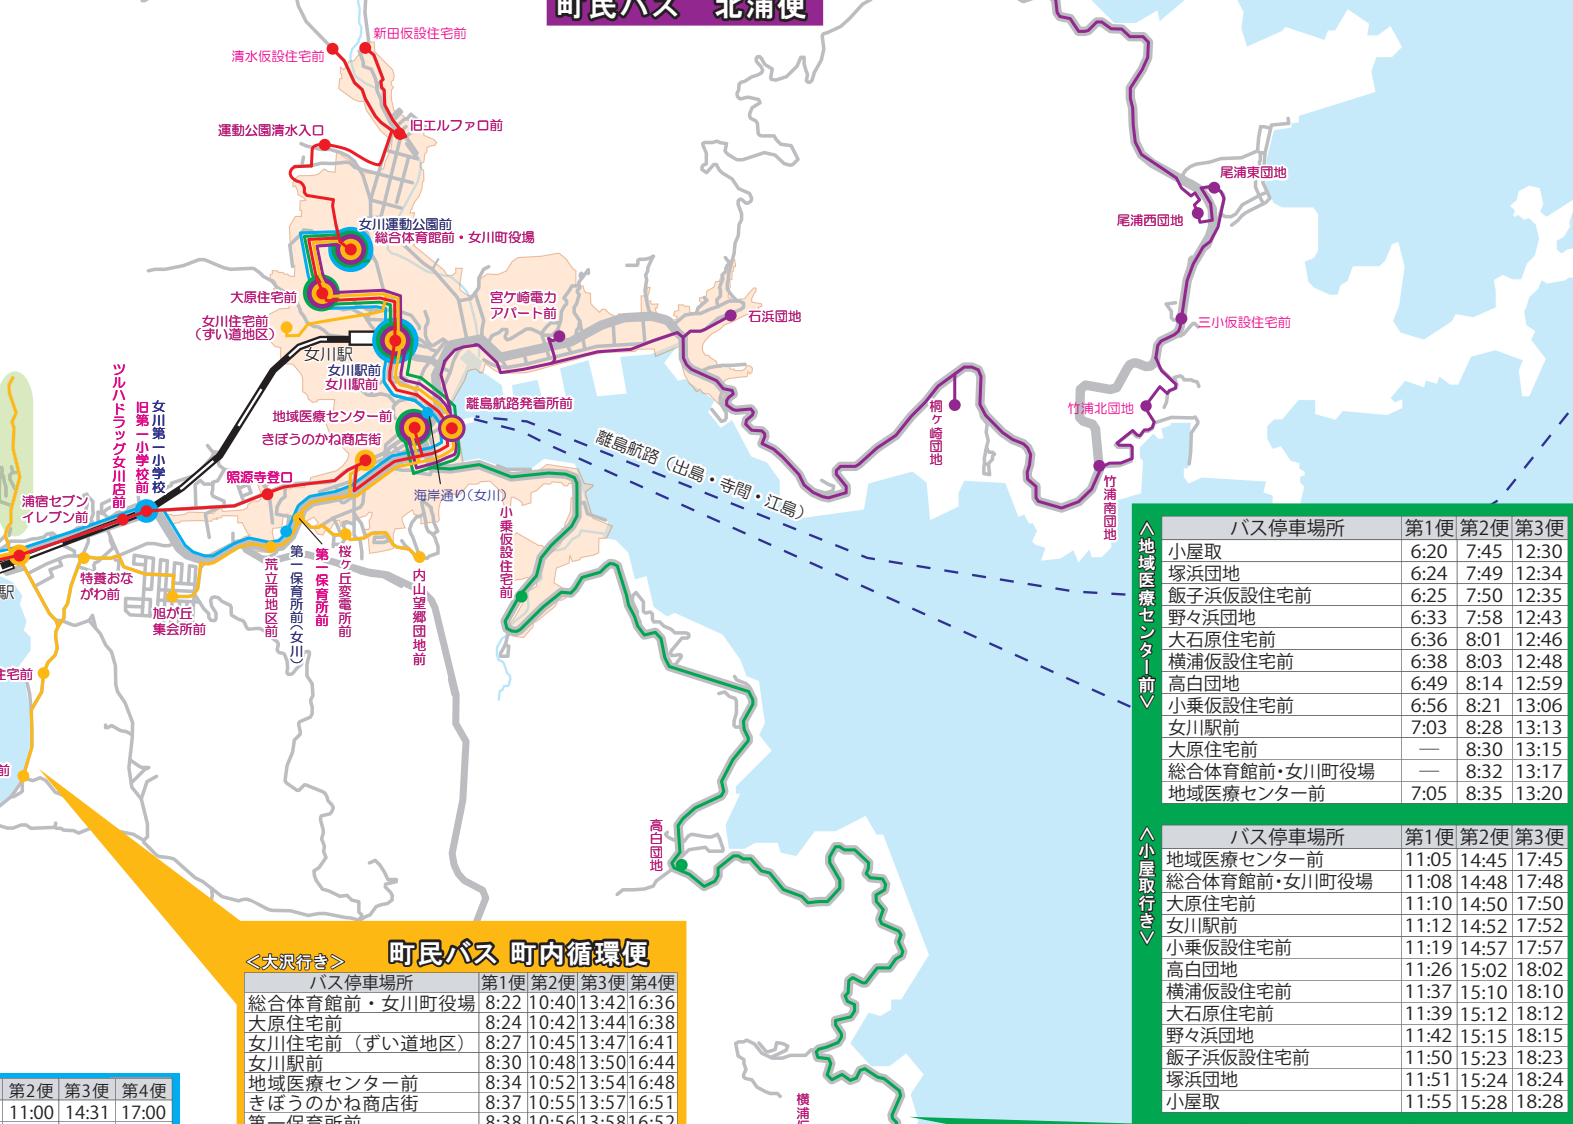 町民バス 北浦便
新田仮設住宅前
清水仮設住宅前
運動公園清水入口
旧エルファロ前
女川運動公園前
総合体育館前・女川町役場
大原住宅前
女川住宅前
(ずい道地区)
女川駅
女川駅前
女川駅前
宮ケ崎電力
アパート前
石浜団地
尾浦東団地
尾浦西団地
三小仮設住宅前
竹浦北団地
竹浦南団地
桐ヶ崎団地
離島航路発着所前
離島航路(出島・寺間・江島)
地域医療センター前
きぼうのかね商店街
海岸通り(女川)
照源寺登口
ツルハドラッグ女川店前
旧第一小学校前
女川第一小学校
浦宿セブン
イレブン前
駅
特養おな
がわ前
旭が丘
集会所前
荒立西地区前
第一保育所前(女川)
第一保育所前
桜ヶ丘変電所前
内山望郷団地前
小乗仮設住宅前
住宅前
前
高白団地
横浦仮
<地域医療センター前>
バス停車場所 第1便 第2便 第3便
小屋取 6:20 7:45 12:30
塚浜団地 6:24 7:49 12:34
飯子浜仮設住宅前 6:25 7:50 12:35
野々浜団地 6:33 7:58 12:43
大石原住宅前 6:36 8:01 12:46
横浦仮設住宅前 6:38 8:03 12:48
高白団地 6:49 8:14 12:59
小乗仮設住宅前 6:56 8:21 13:06
女川駅前 7:03 8:28 13:13
大原住宅前 — 8:30 13:15
総合体育館前・女川町役場 — 8:32 13:17
地域医療センター前 7:05 8:35 13:20
<小屋取行き>
バス停車場所 第1便 第2便 第3便
地域医療センター前 11:05 14:45 17:45
総合体育館前・女川町役場 11:08 14:48 17:48
大原住宅前 11:10 14:50 17:50
女川駅前 11:12 14:52 17:52
小乗仮設住宅前 11:19 14:57 17:57
高白団地 11:26 15:02 18:02
横浦仮設住宅前 11:37 15:10 18:10
大石原住宅前 11:39 15:12 18:12
野々浜団地 11:42 15:15 18:15
飯子浜仮設住宅前 11:50 15:23 18:23
塚浜団地 11:51 15:24 18:24
小屋取 11:55 15:28 18:28
<大沢行き> 町民バス 町内循環便
バス停車場所 第1便 第2便 第3便 第4便
総合体育館前・女川町役場 8:22 10:40 13:42 16:36
大原住宅前 8:24 10:42 13:44 16:38
女川住宅前(ずい道地区) 8:27 10:45 13:47 16:41
女川駅前 8:30 10:48 13:50 16:44
地域医療センター前 8:34 10:52 13:54 16:48
きぼうのかね商店街 8:37 10:55 13:57 16:51
第一保育所前 8:38 10:56 13:58 16:52
第2便 第3便 第4便
11:00 14:31 17:00